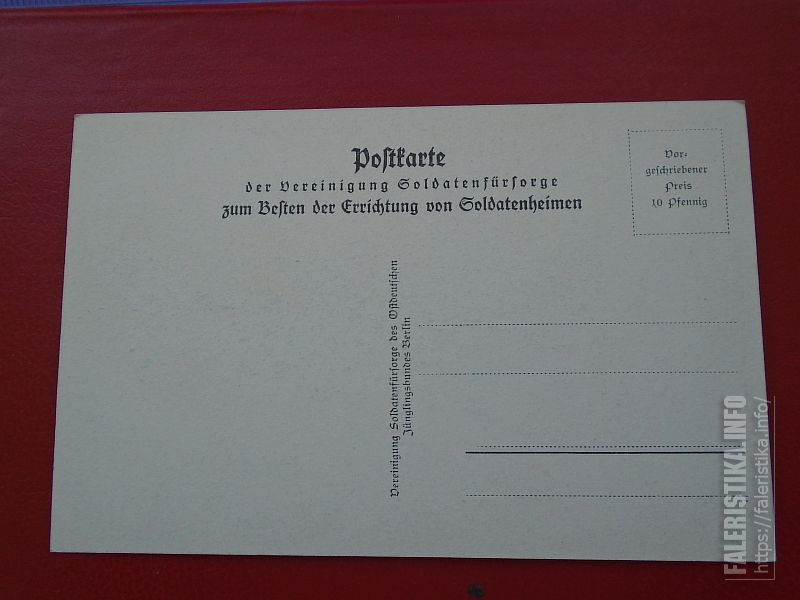 Postkarte
der Vereinigung Soldatenfürsorge
zum Besten der Errichtung von Soldatenheimen
Vor-
geschriebener
Preis
10 Pfennig
Vereinigung Soldatenfürsorge des Ostdeutschen
Jünglingsbundes Berlin
FALERISTIKA.INFO
https://faleristika.info/